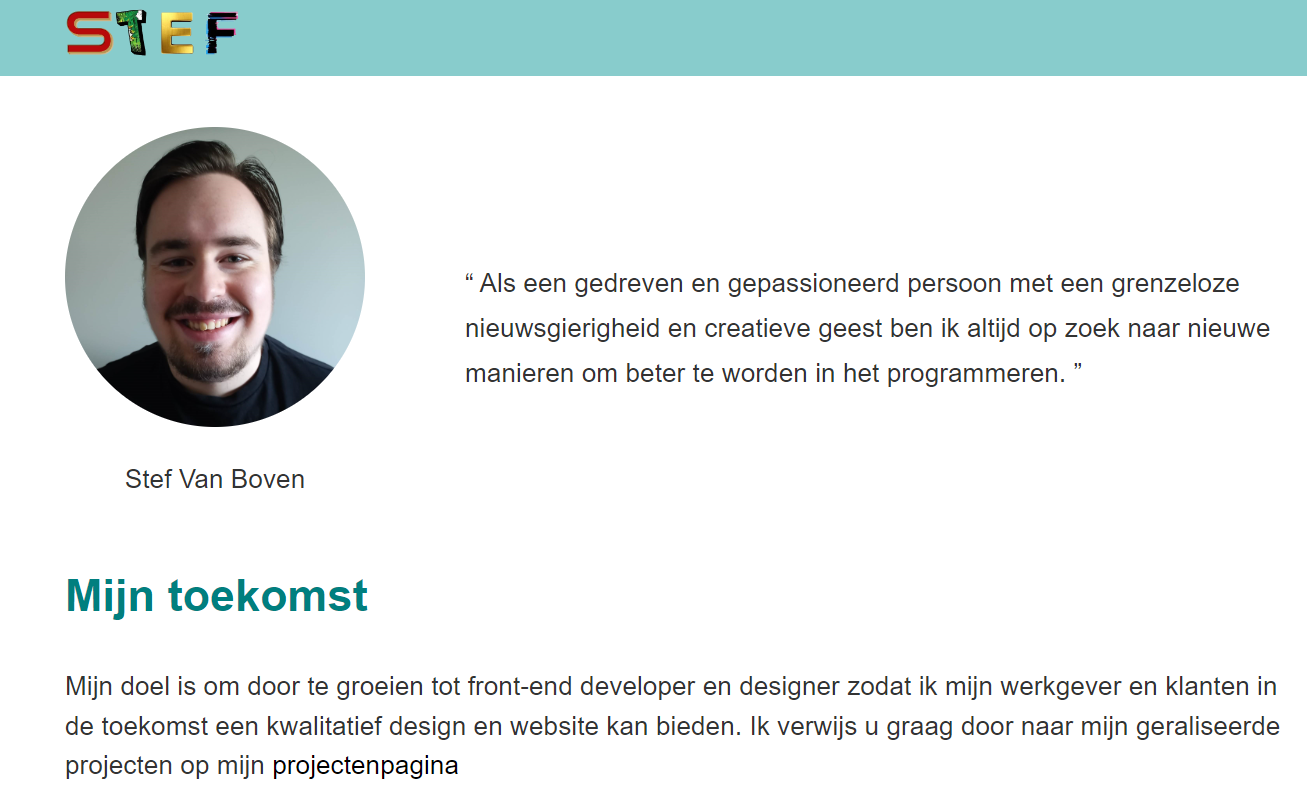 STEF
“ Als een gedreven en gepassioneerd persoon met een grenzeloze
nieuwsgierigheid en creatieve geest ben ik altijd op zoek naar nieuwe
manieren om beter te worden in het programmeren. ”
Stef Van Boven
Mijn toekomst
Mijn doel is om door te groeien tot front-end developer en designer zodat ik mijn werkgever en klanten in
de toekomst een kwalitatief design en website kan bieden. Ik verwijs u graag door naar mijn geraliseerde
projecten op mijn projectenpagina